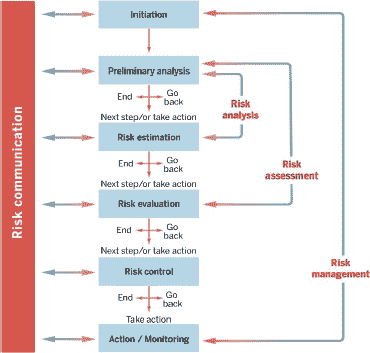 Risk communication
Initiation
Preliminary analysis
End
Go
back
Next step/or take action
Risk
analysis
Risk estimation
End
Go
back
Next step/or take action
Risk
assessment
Risk evaluation
End
Go
back
Next step/or take action
Risk
management
Risk control
End
Go
back
Take action
Action / Monitoring